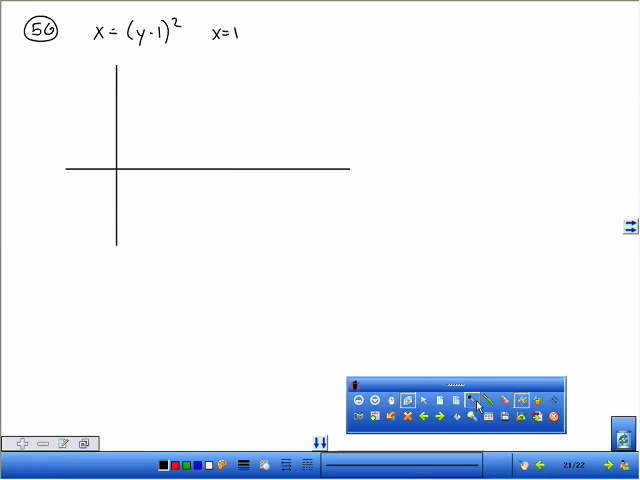 56 x = (y - 1)² x = 1
21/22